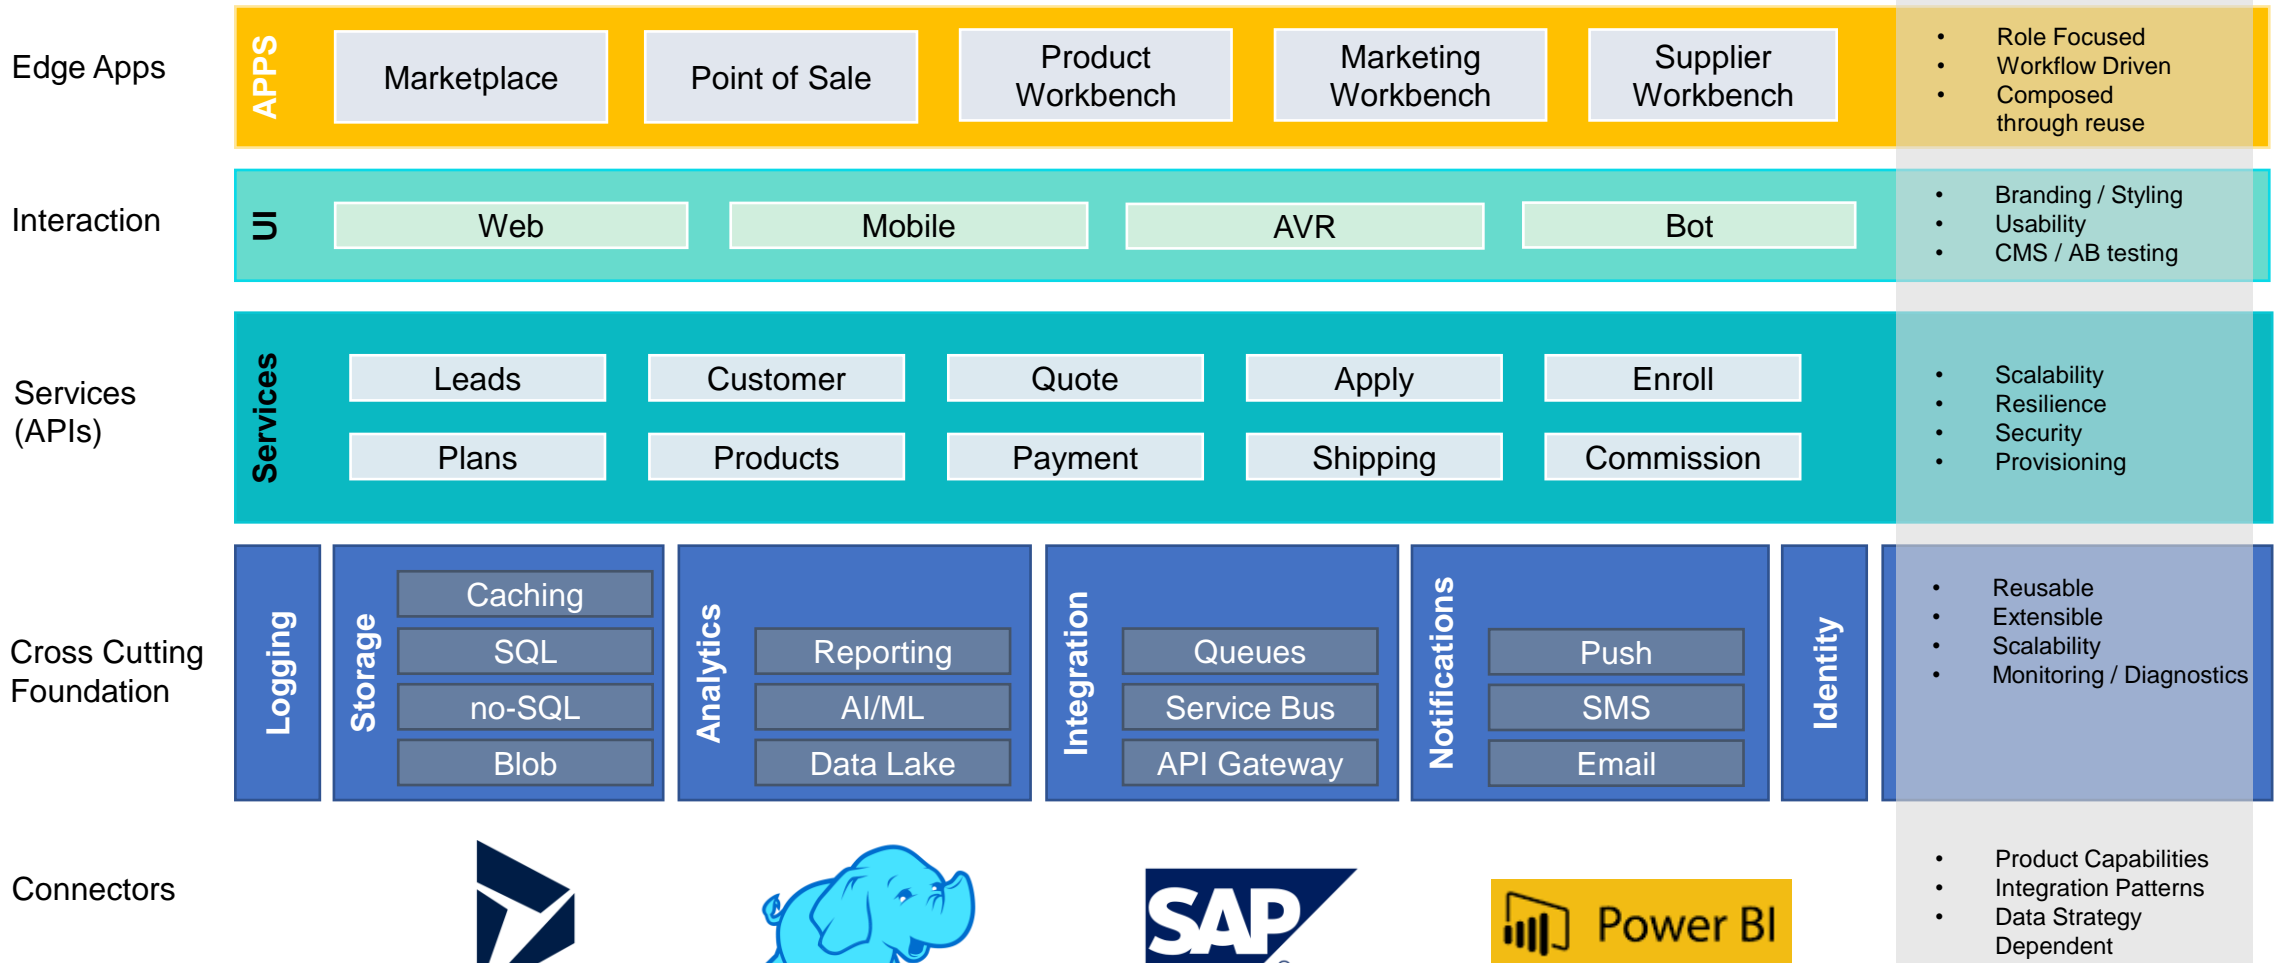 Edge Apps
APPS
Marketplace
Point of Sale
Product
Workbench
Marketing
Workbench
Supplier
Workbench
• Role Focused
• Workflow Driven
• Composed
through reuse
Interaction
UI
Web
Mobile
AVR
Bot
• Branding / Styling
• Usability
• CMS / AB testing
Services
(APIs)
Services
Leads
Customer
Quote
Apply
Enroll
Plans
Products
Payment
Shipping
Commission
• Scalability
• Resilience
• Security
• Provisioning
Cross Cutting
Foundation
Logging
Storage
Caching
SQL
no-SQL
Blob
Analytics
Reporting
AI/ML
Data Lake
Integration
Queues
Service Bus
API Gateway
Notifications
Push
SMS
Email
Identity
• Reusable
• Extensible
• Scalability
• Monitoring / Diagnostics
Connectors
SAP
®
Power BI
• Product Capabilities
• Integration Patterns
• Data Strategy
Dependent